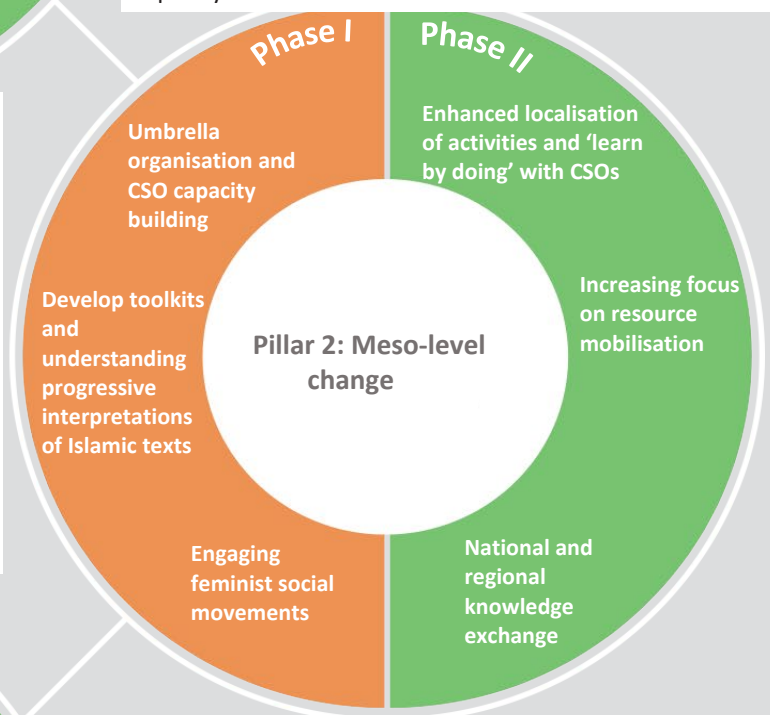 Phase I
Umbrella
organisation and
CSO capacity
building
Develop toolkits
and
understanding
progressive
interpretations
of Islamic texts
Engaging
feminist social
movements
Pillar 2: Meso-level
change
Phase II
Enhanced localisation
of activities and ‘learn
by doing’ with CSOs
Increasing focus
on resource
mobilisation
National and
regional
knowledge
exchange